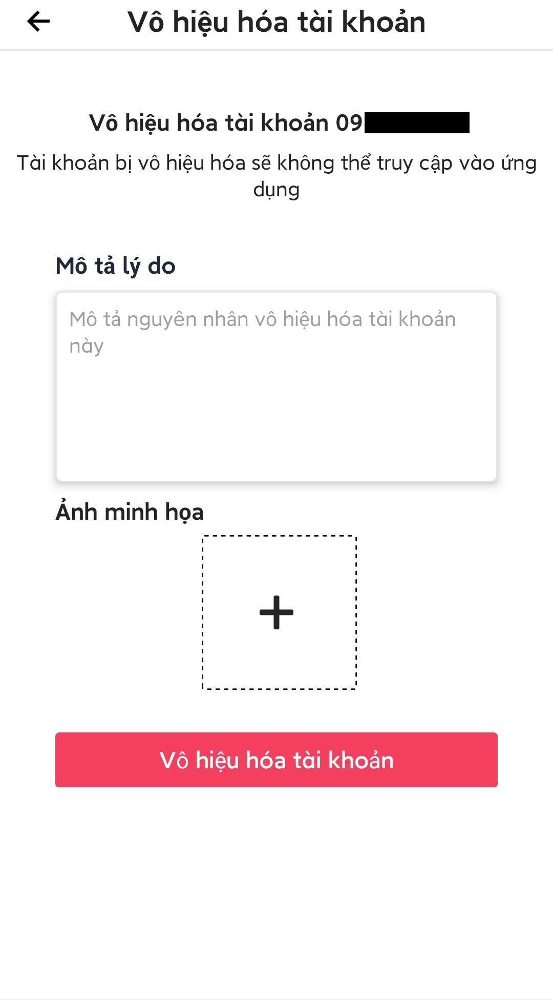 Vô hiệu hóa tài khoản
Vô hiệu hóa tài khoản 09
Tài khoản bị vô hiệu hóa sẽ không thể truy cập vào ứng
dụng
Mô tả lý do
Mô tả nguyên nhân vô hiệu hóa tài khoản
này
Ảnh minh họa
Vô hiệu hóa tài khoản